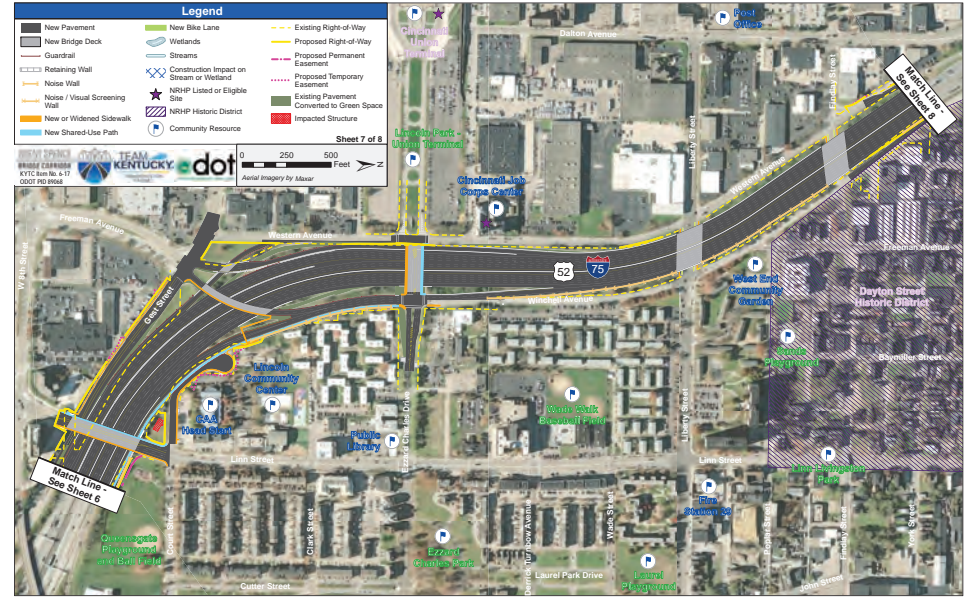 Legend
New Pavement
New Bridge Deck
Guardrail
Retaining Wall
Noise Wall
Noise / Visual Screening
Wall
New or Widened Sidewalk
New Shared-Use Path
New Bike Lane
Wetlands
Streams
Construction Impact on
Stream or Wetland
NRHP Listed or Eligible
Site
NRHP Historic District
Community Resource
Existing Right-of-Way
Proposed Right-of-Way
Proposed Permanent
Easement
Proposed Temporary
Easement
Existing Pavement
Converted to Green Space
Impacted Structure
Sheet 7 of 8
BRENT SPENCE
BRIDGE CORRIDOR
KYTC Item No. 6-17
ODOT PID 89068
TEAM
KENTUCKY
dot
0 250 500
Feet
N
Aerial Imagery by Maxar
Cincinnati
Union
Terminal
Post
Office
Dalton Avenue
Findlay Street
Match Line -
See Sheet 8
Lincoln Park -
Union Terminal
Liberty Street
Western Avenue
Cincinnati Job
Corps Center
Freeman Avenue
W 8th Street
Western Avenue
Gest Street
52
75
Winchell Avenue
Freeman Avenue
West End
Community
Garden
Dayton Street
Historic District
Playground
Baymiller Street
Lincoln
Community
Center
CAA
Head Start
Public
Library
Ezzard Charles Drive
Baseball Field
Liberty Street
Linn Street
Linn Street
Park
Match Line -
See Sheet 6
Queensgate
Playground
and Ball Field
Court Street
Clark Street
Cutter Street
Ezzard
Charles Park
Derrick Turnbow Avenue
Wade Street
Laurel Park Drive
Laurel
Playground
Fire
Station 29
Poplar Street
Findlay Street
York Street
John Street